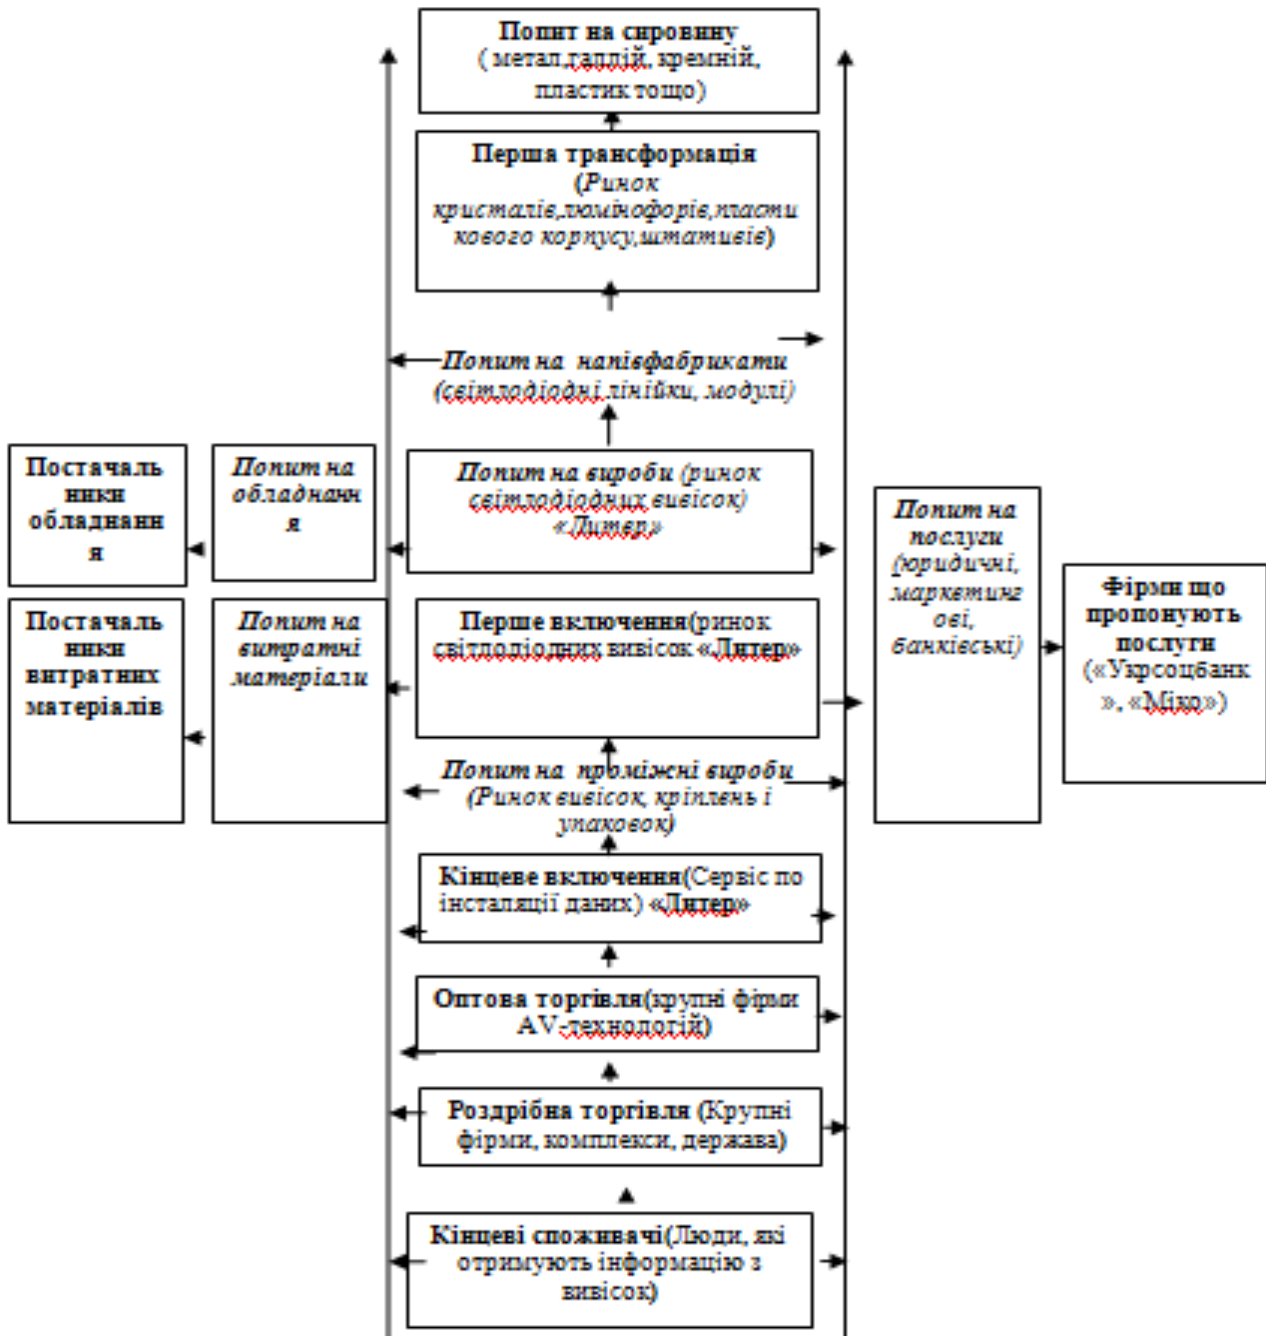 Попит на сировину
( метал,галлій, кремній,
пластик тощо)
Перша трансформація
(Ринок
кристалів,люмінофорів,пласти
кового корпусу,штативів)
Попит на напівфабрикати
(світлодіодні лінійки, модулі)
Постачаль
ники
обладнанн
я
Попит на
обладнанн
я
Попит на вироби (ринок
світлодіодних вивісок)
«Литер»
Попит на
послуги
(юридичні,
маркетинг
ові,
банківські)
Фірми що
пропонують
послуги
(«Укрсоцбанк
», «Міко»)
Постачаль
ники
витратних
матеріалів
Попит на
витратні
матеріали
Перше включення(ринок
світлодіодних вивісок «Литер»
Попит на проміжні вироби
(Ринок вивісок, кріплень і
упаковок)
Кінцеве включення(Сервіс по
інсталяції даних) «Литер»
Оптова торгівля(крупні фірми
AV-технологій)
Роздрібна торгівля (Крупні
фірми, комплекси, держава)
Кінцеві споживачі(Люди, які
отримують інформацію з
вивісок)